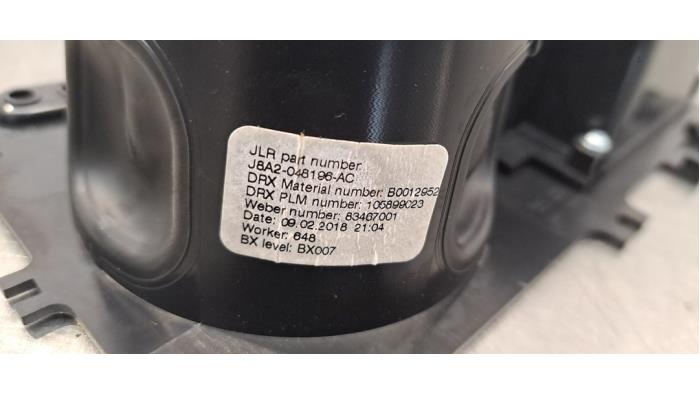 JLR part number
J8A2-046196-AC
DRX Material number: B0012952
DRX PLM number: 105899023
Weber number: 83467001
Date: 09.02.2018 21:04
Worker: 648
BX level: BX007